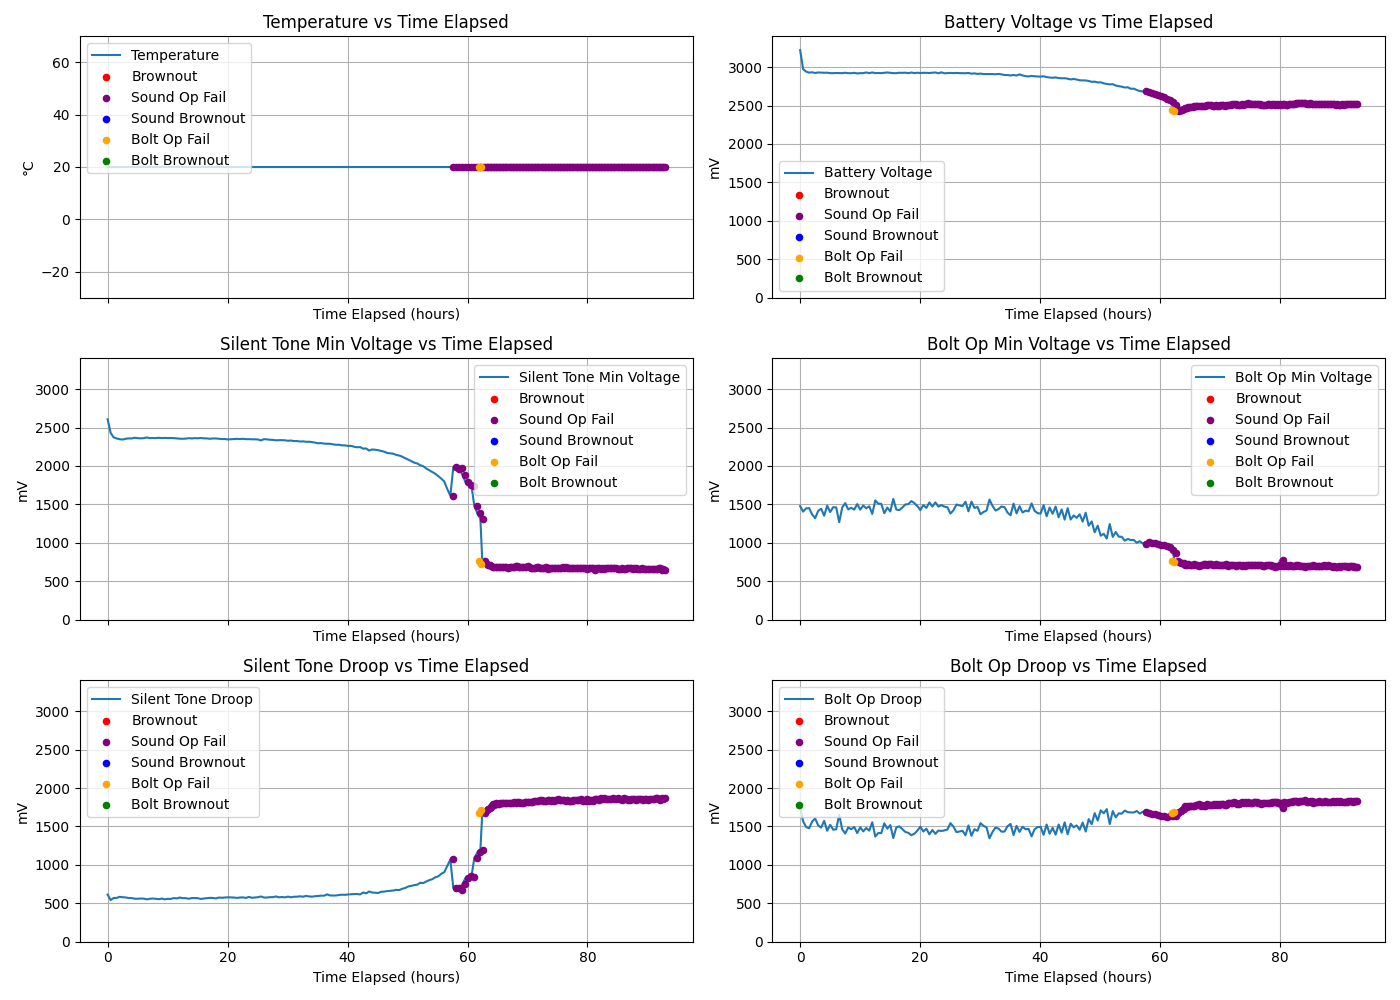 Temperature vs Time Elapsed
60
40
20
0
−20
°C
Temperature
Brownout
Sound Op Fail
Sound Brownout
Bolt Op Fail
Bolt Brownout
Time Elapsed (hours)
Battery Voltage vs Time Elapsed
3000
2500
2000
1500
1000
500
0
mV
Battery Voltage
Brownout
Sound Op Fail
Sound Brownout
Bolt Op Fail
Bolt Brownout
Time Elapsed (hours)
Silent Tone Min Voltage vs Time Elapsed
3000
2500
2000
1500
1000
500
0
mV
Silent Tone Min Voltage
Brownout
Sound Op Fail
Sound Brownout
Bolt Op Fail
Bolt Brownout
Time Elapsed (hours)
Bolt Op Min Voltage vs Time Elapsed
3000
2500
2000
1500
1000
500
0
mV
Bolt Op Min Voltage
Brownout
Sound Op Fail
Sound Brownout
Bolt Op Fail
Bolt Brownout
Time Elapsed (hours)
Silent Tone Droop vs Time Elapsed
3000
2500
2000
1500
1000
500
0
mV
Silent Tone Droop
Brownout
Sound Op Fail
Sound Brownout
Bolt Op Fail
Bolt Brownout
0 20 40 60 80
Time Elapsed (hours)
Bolt Op Droop vs Time Elapsed
3000
2500
2000
1500
1000
500
0
mV
Bolt Op Droop
Brownout
Sound Op Fail
Sound Brownout
Bolt Op Fail
Bolt Brownout
0 20 40 60 80
Time Elapsed (hours)